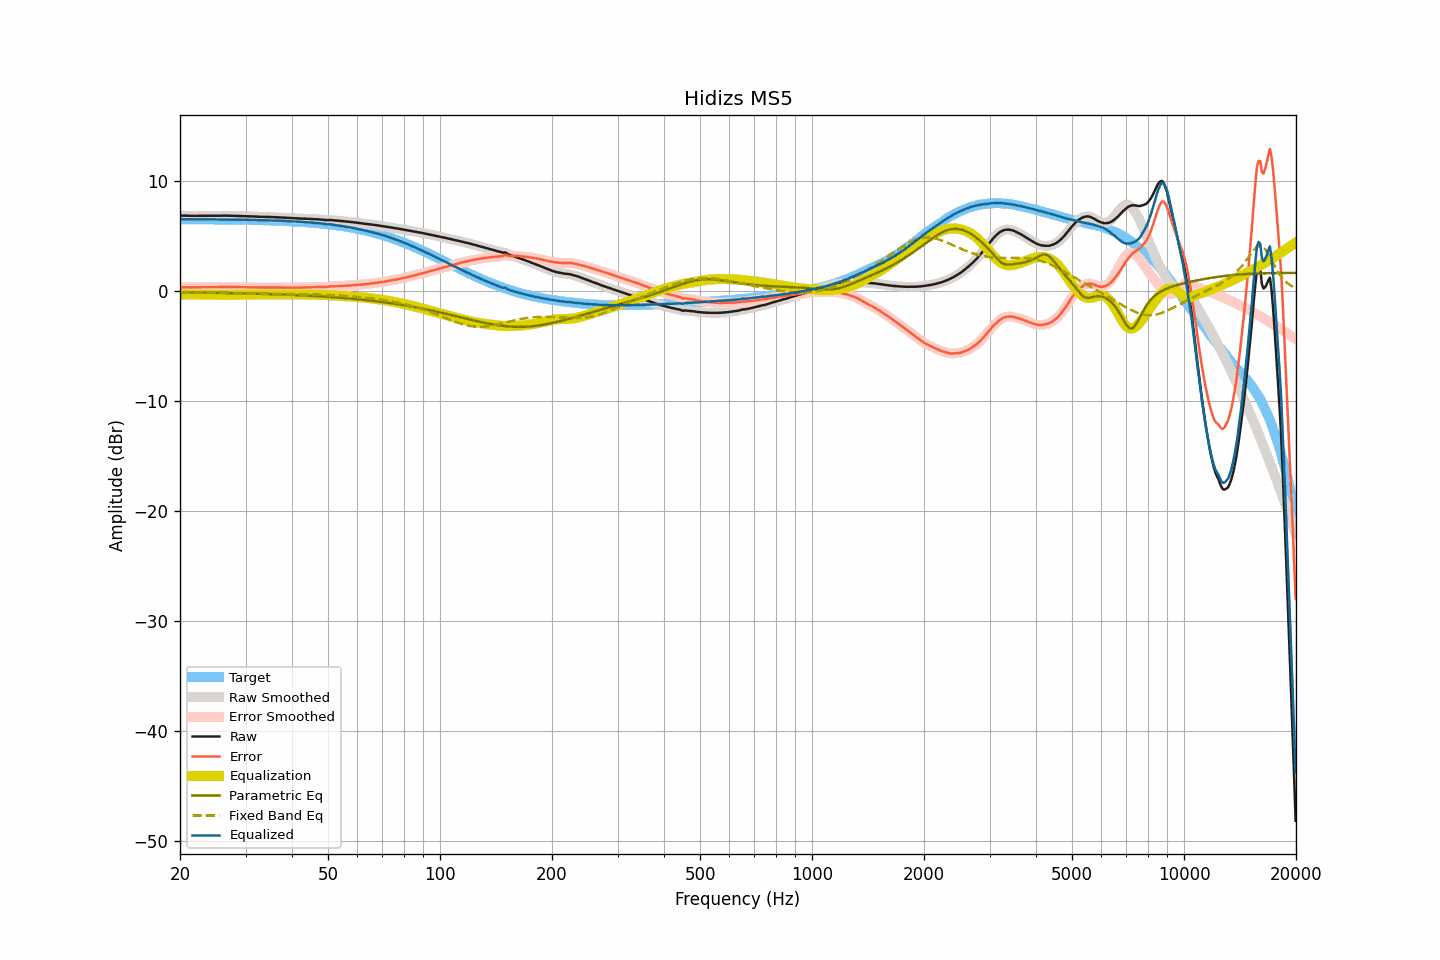 Hidizs MS5
Amplitude (dBr)
10
0
−10
−20
−30
−40
−50
Target
Raw Smoothed
Error Smoothed
Raw
Error
Equalization
Parametric Eq
Fixed Band Eq
Equalized
20 50 100 200 500 1000 2000 5000 10000 20000
Frequency (Hz)